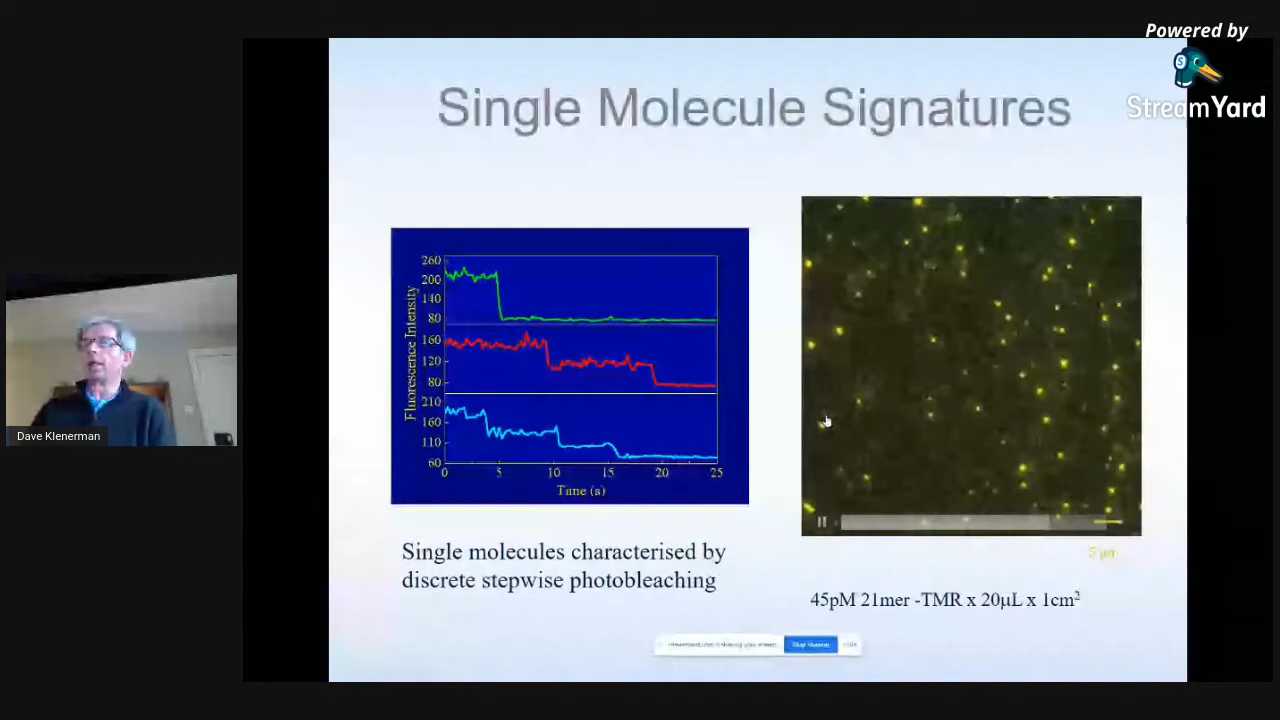 Powered by
StreamYard
Single Molecule Signatures
Fluorescence Intensity
260
200
140
80
160
120
80
210
160
110
60
0
5
10
15
20
25
Time (s)
Single molecules characterised by
discrete stepwise photobleaching
5 μm
45pM 21mer -TMR x 20μL x 1cm²
Dave Klenerman